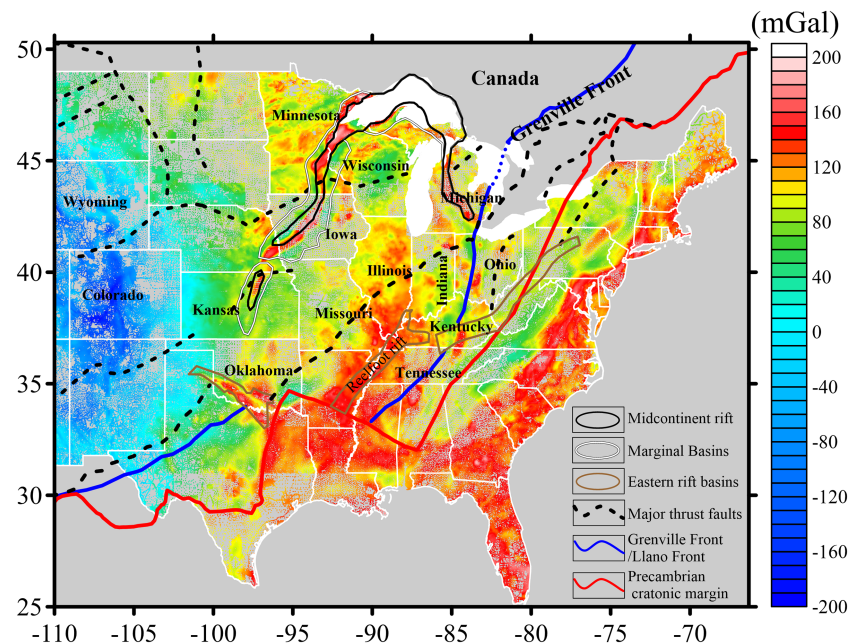 (mGal)
50
45
40
35
30
25
-110
-105
-100
-95
-90
-85
-80
-75
-70
200
160
120
80
40
0
-40
-80
-120
-160
-200
Canada
Grenville Front
Minnesota
Wisconsin
Wyoming
Michigan
Iowa
Colorado
Illinois
Indiana
Ohio
Kansas
Missouri
Kentucky
Oklahoma
Reelfoot rift
Tennessee
Midcontinent rift
Marginal Basins
Eastern rift basins
Major thrust faults
Grenville Front
/Llano Front
Precambrian
cratonic margin